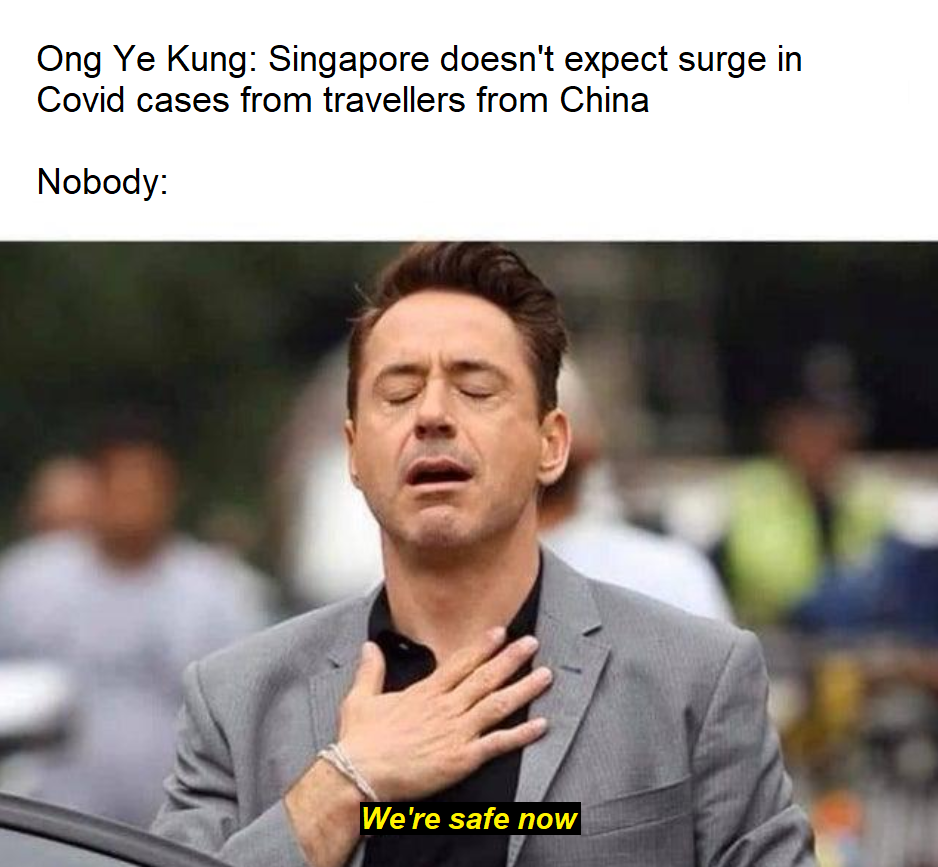 Ong Ye Kung: Singapore doesn't expect surge in
Covid cases from travellers from China
Nobody:
We're safe now